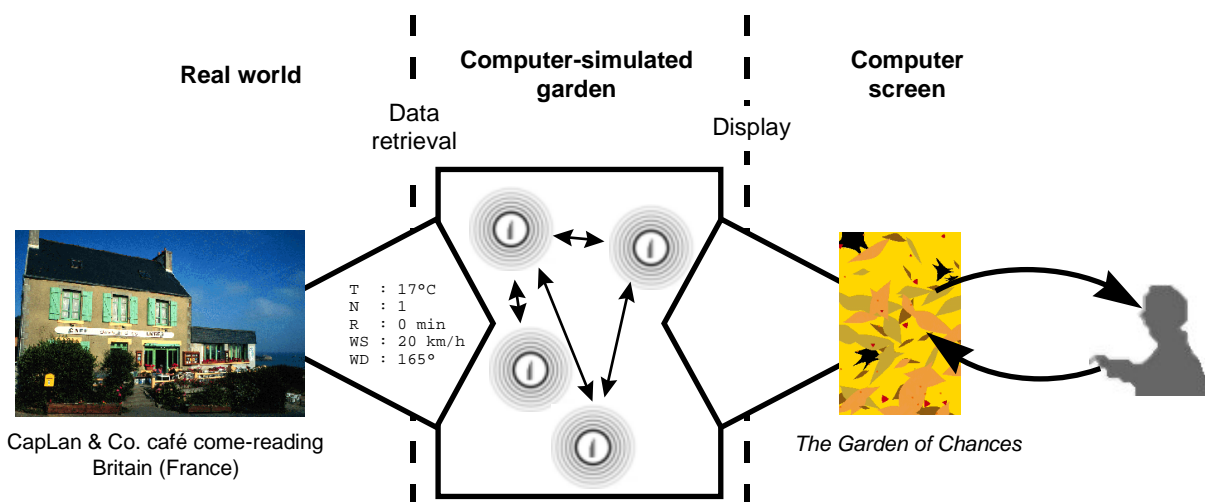 Real world
Computer-simulated
garden
Computer
screen
Data
retrieval
Display
T : 17°C
N : 1
R : 0 min
WS : 20 km/h
WD : 165°
CapLan & Co. café come-reading
Britain (France)
The Garden of Chances